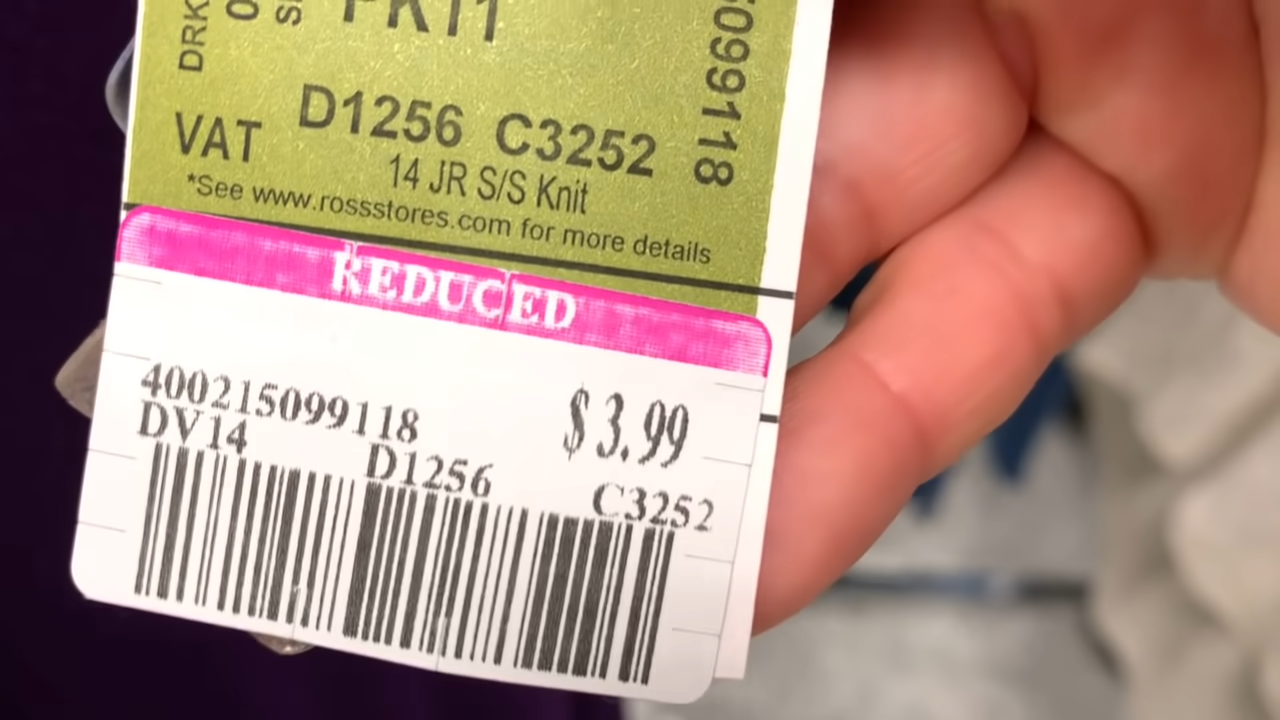 DRK
PK11
5099118
D1256 C3252
VAT
14 JR S/S Knit
*See www.rossstores.com for more details
REDUCED
400215099118
$3.99
DV14
D1256
C3252